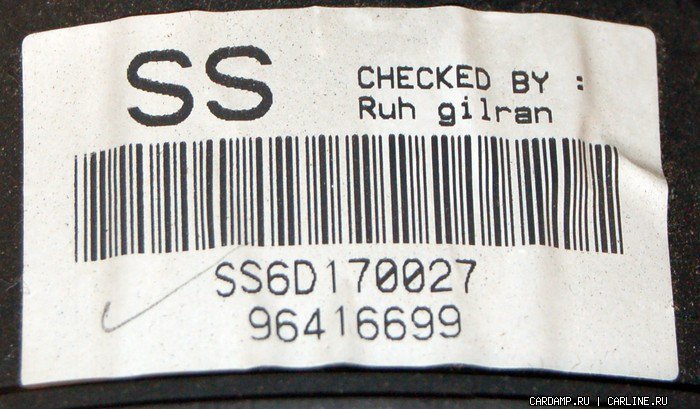 SS
CHECKED BY :
Ruh gilran
SS6D170027
96416699
CARDAMP.RU | CARLINE.RU